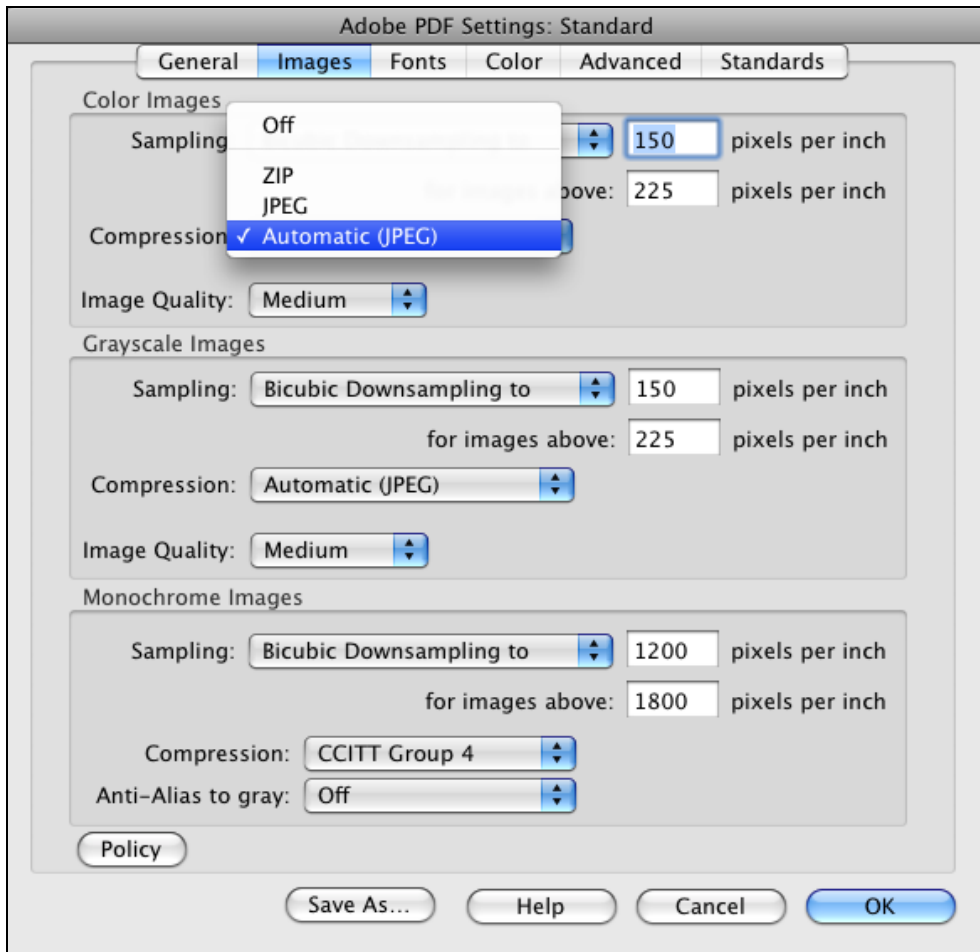 Adobe PDF Settings: Standard
General Images Fonts Color Advanced Standards
Color Images
Sampling 150 pixels per inch
Off
ZIP
for images above: 225 pixels per inch
JPEG
Compression ✓ Automatic (JPEG)
Image Quality: Medium
Grayscale Images
Sampling: Bicubic Downsampling to 150 pixels per inch
for images above: 225 pixels per inch
Compression: Automatic (JPEG)
Image Quality: Medium
Monochrome Images
Sampling: Bicubic Downsampling to 1200 pixels per inch
for images above: 1800 pixels per inch
Compression: CCITT Group 4
Anti-Alias to gray: Off
Policy
Save As... Help Cancel OK